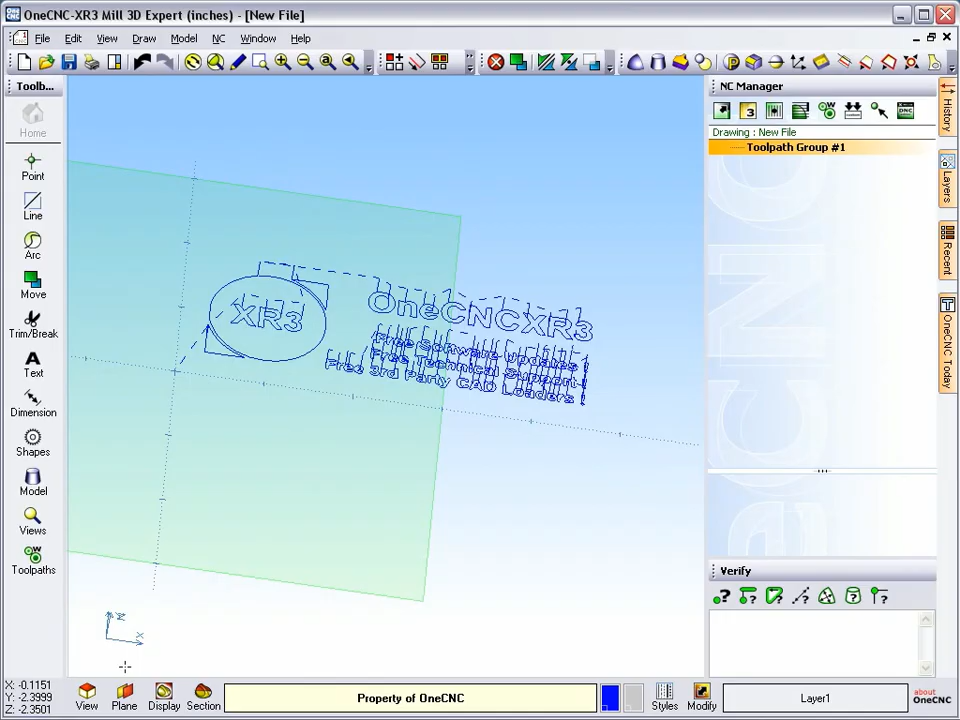 OneCNC-XR3 Mill 3D Expert (inches) - [New File]
File Edit View Draw Model NC Window Help
Toolb...
Home
Point
Line
Arc
Move
Trim/Break
Text
Dimension
Shapes
Model
Views
Toolpaths
XR3
OneCNCXR3
Free Software Updates !
Free Technical Support !
Free 3rd Party CAD Loaders !
Z
X
NC Manager
Drawing : New File
Toolpath Group #1
OneCNC
History
Layers
Recent
OneCNC Today
Verify
X: -0.1151
Y: -2.3999
Z: -2.3501
View Plane Display Section
Property of OneCNC
Styles Modify
Layer1
about
OneCNC